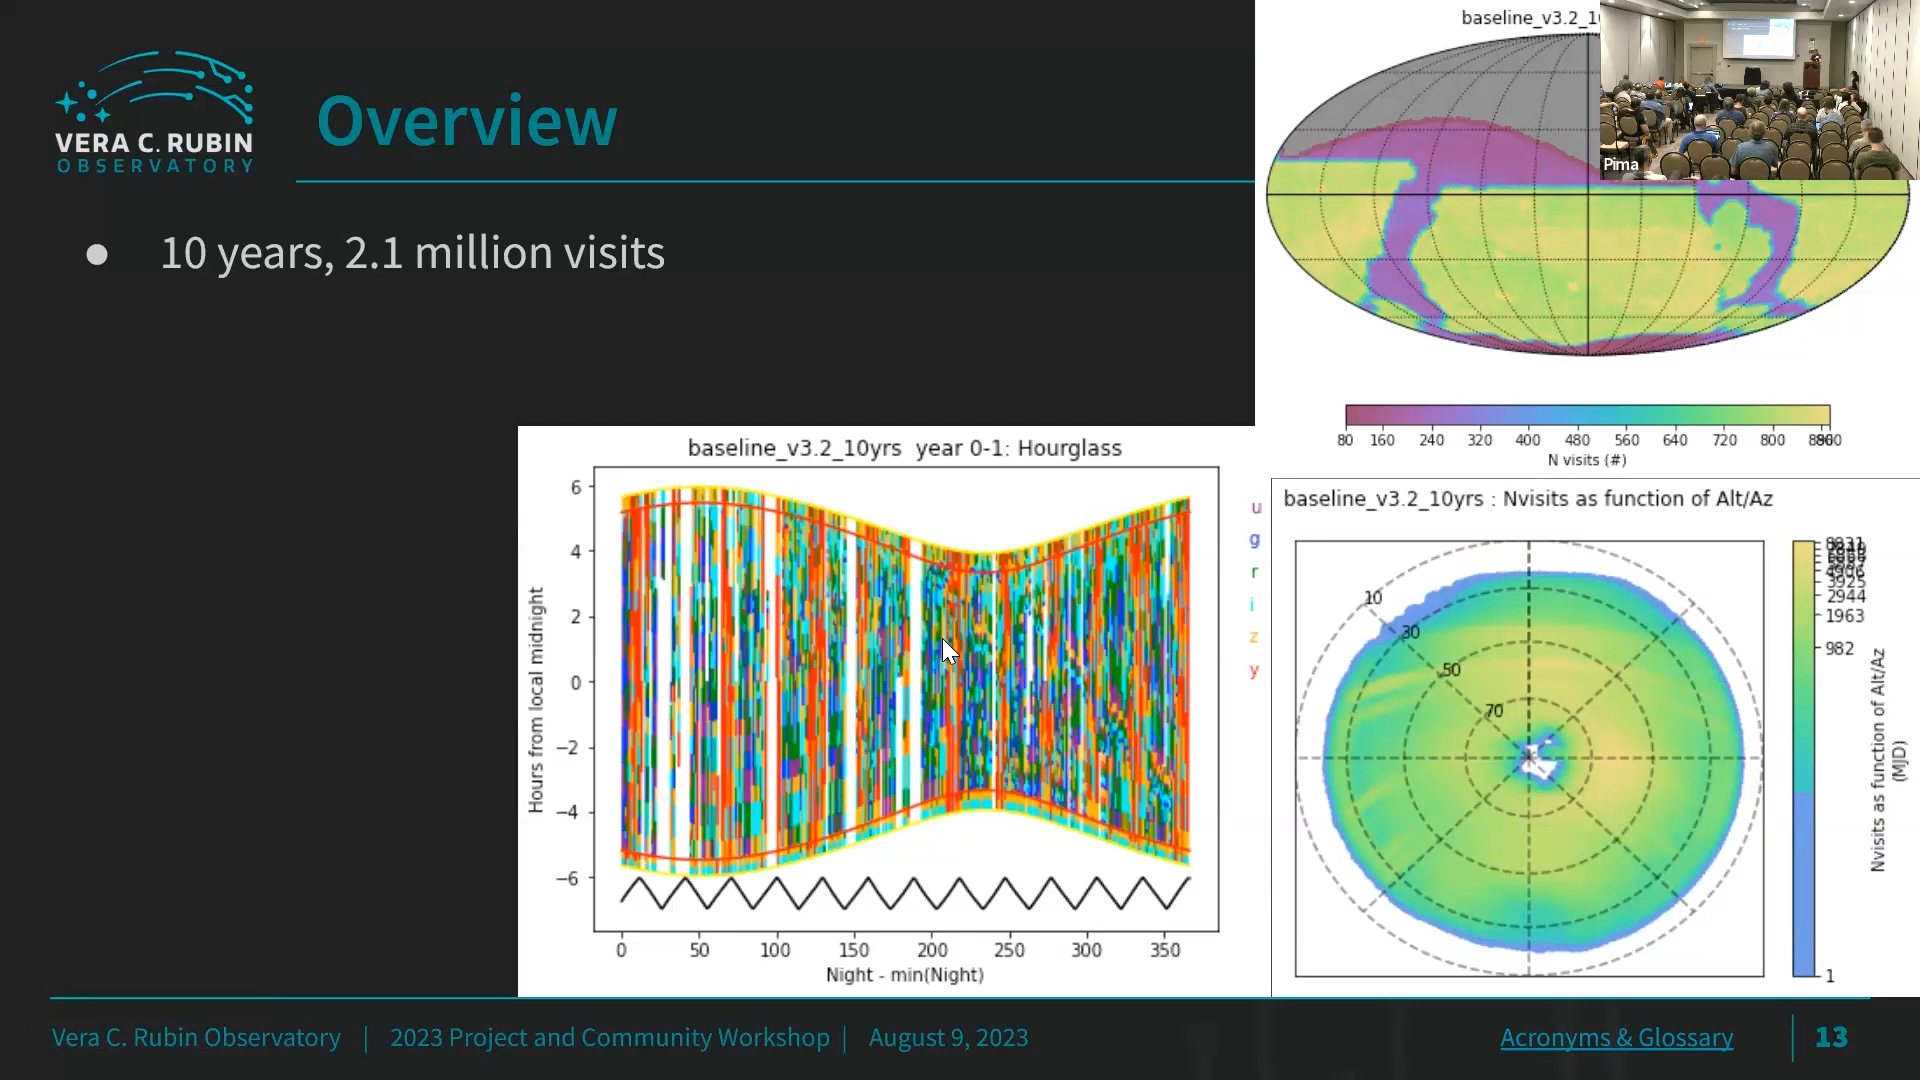 VERA C. RUBIN
OBSERVATORY
Overview
● 10 years, 2.1 million visits
baseline_v3.2_1
Pima
80 160 240 320 400 480 560 640 720 800
N visits (#)
baseline_v3.2_10yrs year 0-1: Hourglass
Hours from local midnight
6
4
2
0
−2
−4
−6
0 50 100 150 200 250 300 350
Night - min(Night)
u
g
r
i
z
y
baseline_v3.2_10yrs : Nvisits as function of Alt/Az
10
30
50
70
3925
2944
1963
982
1
Nvisits as function of Alt/Az
(MJD)
Vera C. Rubin Observatory | 2023 Project and Community Workshop | August 9, 2023
Acronyms & Glossary
13